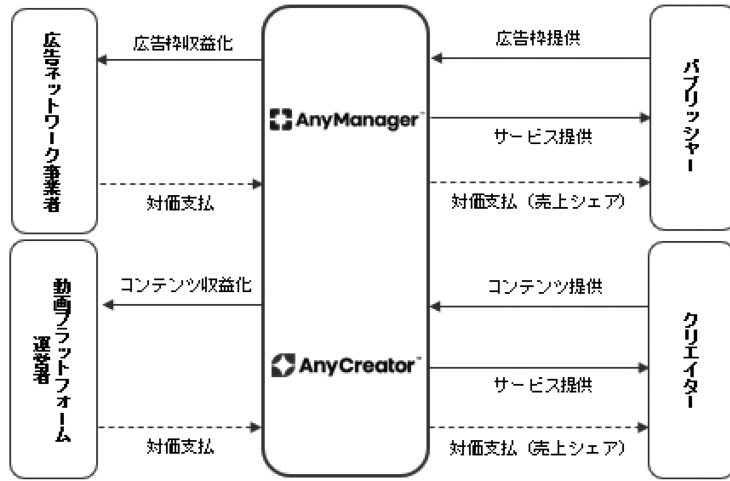 広告ネットワーク事業者
広告枠収益化
対価支払
AnyManager™
広告枠提供
サービス提供
対価支払（売上シェア）
パブリッシャー
動画プラットフォーム
運営者
コンテンツ収益化
対価支払
AnyCreator™
コンテンツ提供
サービス提供
対価支払（売上シェア）
クリエイター